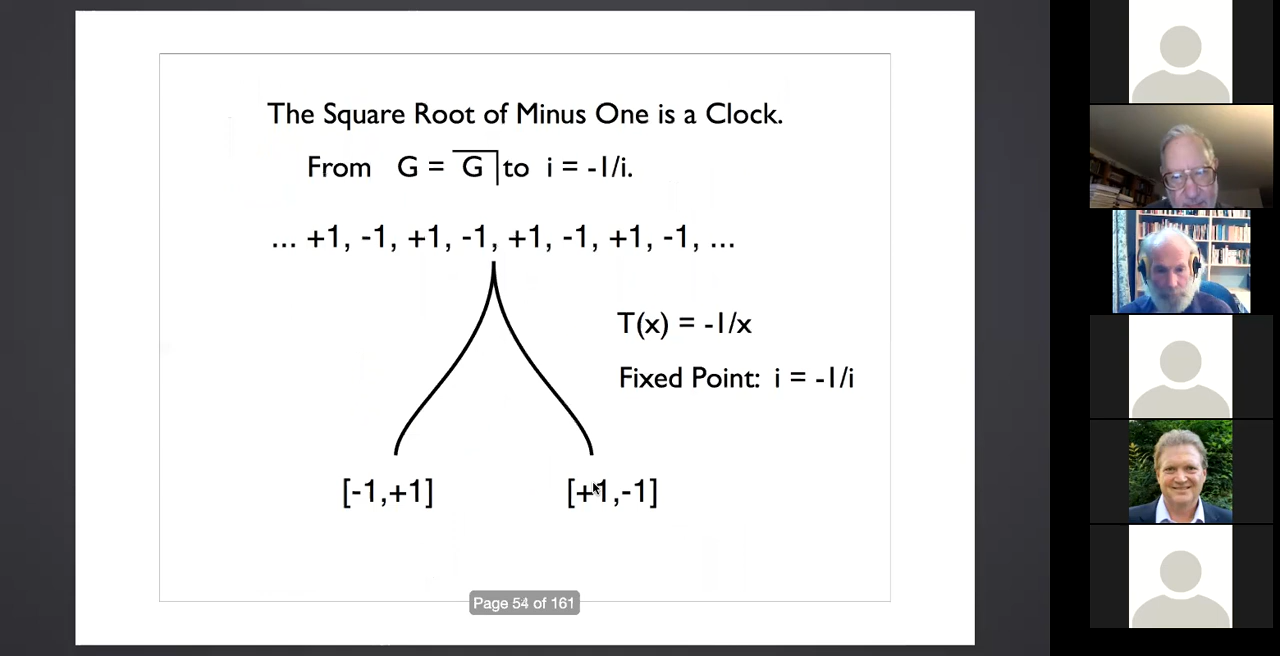 The Square Root of Minus One is a Clock.
From G = G to i = -1/i.
... +1, -1, +1, -1, +1, -1, +1, -1, ...
T(x) = -1/x
Fixed Point: i = -1/i
[-1,+1] [+1,-1]
Page 54 of 161